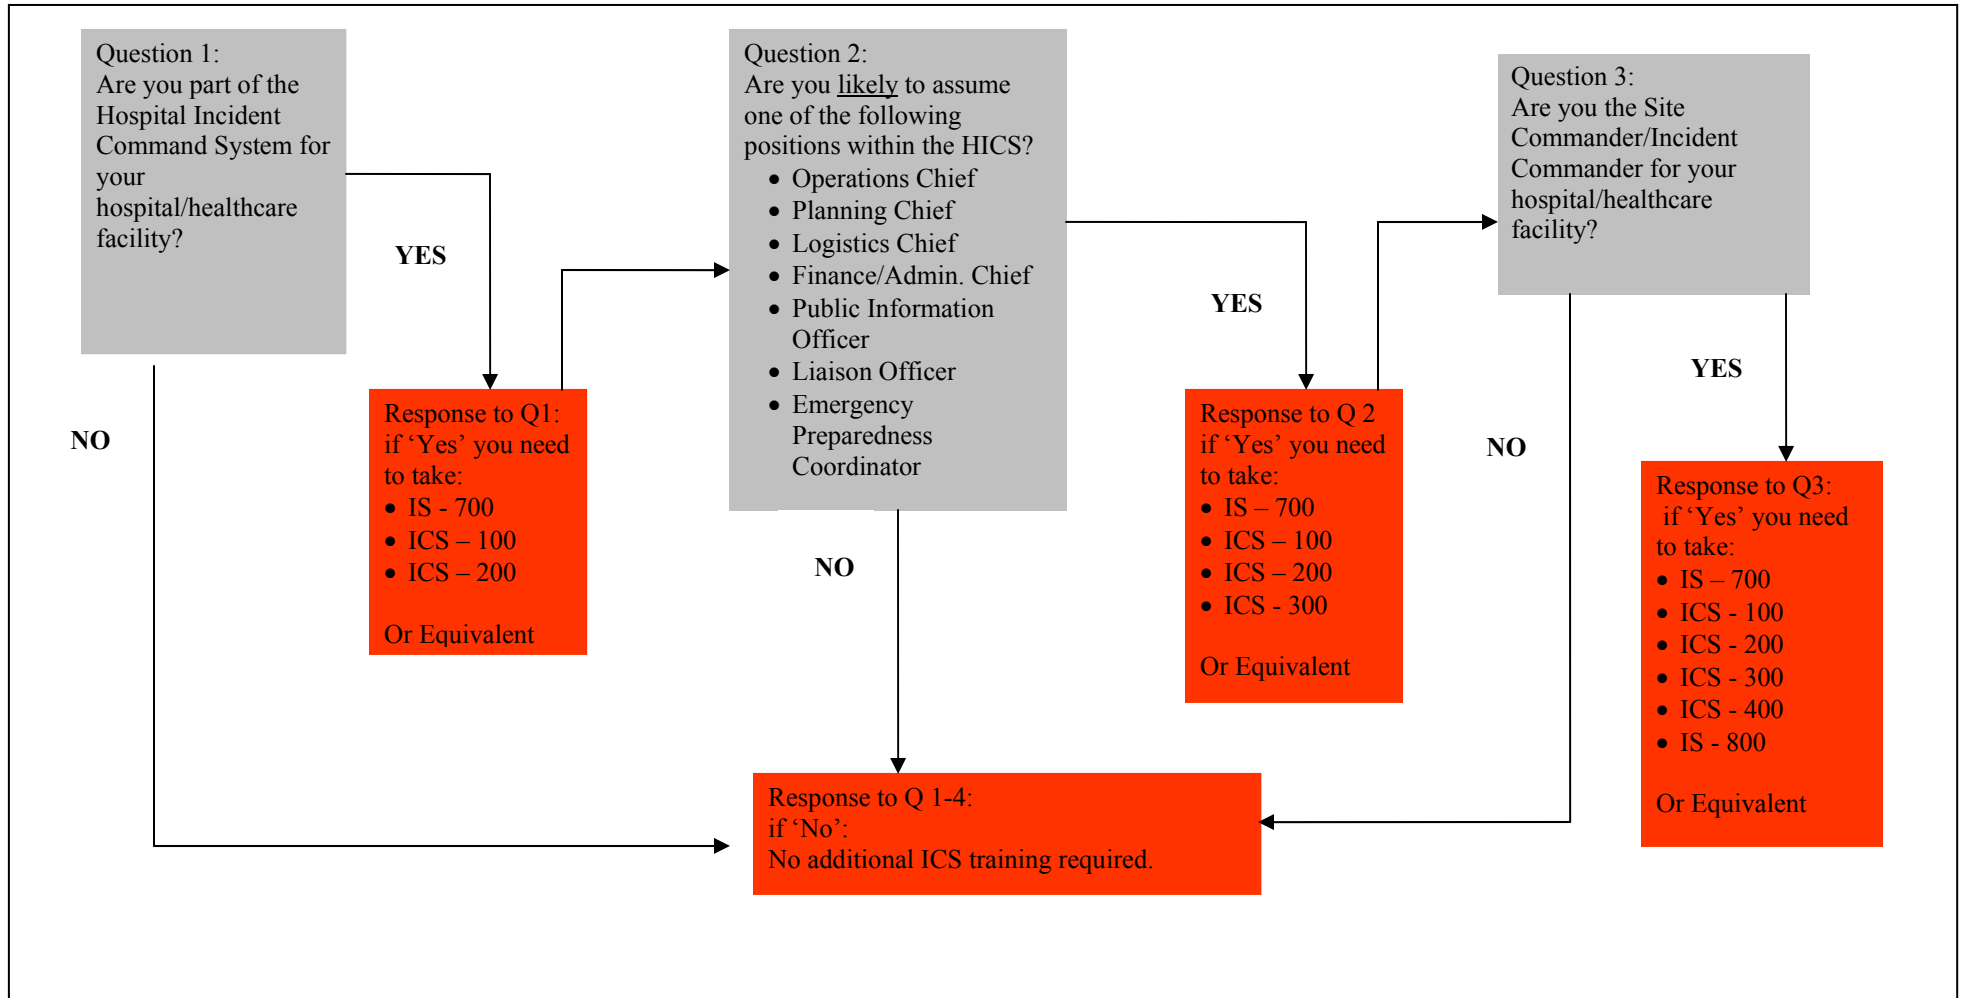 Question 1:
Are you part of the
Hospital Incident
Command System for
your
hospital/healthcare
facility?
YES
NO
Response to Q1:
if ‘Yes’ you need
to take:
• IS - 700
• ICS – 100
• ICS – 200
Or Equivalent
Question 2:
Are you likely to assume
one of the following
positions within the HICS?
• Operations Chief
• Planning Chief
• Logistics Chief
• Finance/Admin. Chief
• Public Information
Officer
• Liaison Officer
• Emergency
Preparedness
Coordinator
YES
NO
Response to Q 2
if ‘Yes’ you need
to take:
• IS – 700
• ICS – 100
• ICS – 200
• ICS - 300
Or Equivalent
Question 3:
Are you the Site
Commander/Incident
Commander for your
hospital/healthcare
facility?
YES
NO
Response to Q3:
if ‘Yes’ you need
to take:
• IS – 700
• ICS - 100
• ICS - 200
• ICS - 300
• ICS - 400
• IS - 800
Or Equivalent
Response to Q 1-4:
if ‘No’:
No additional ICS training required.